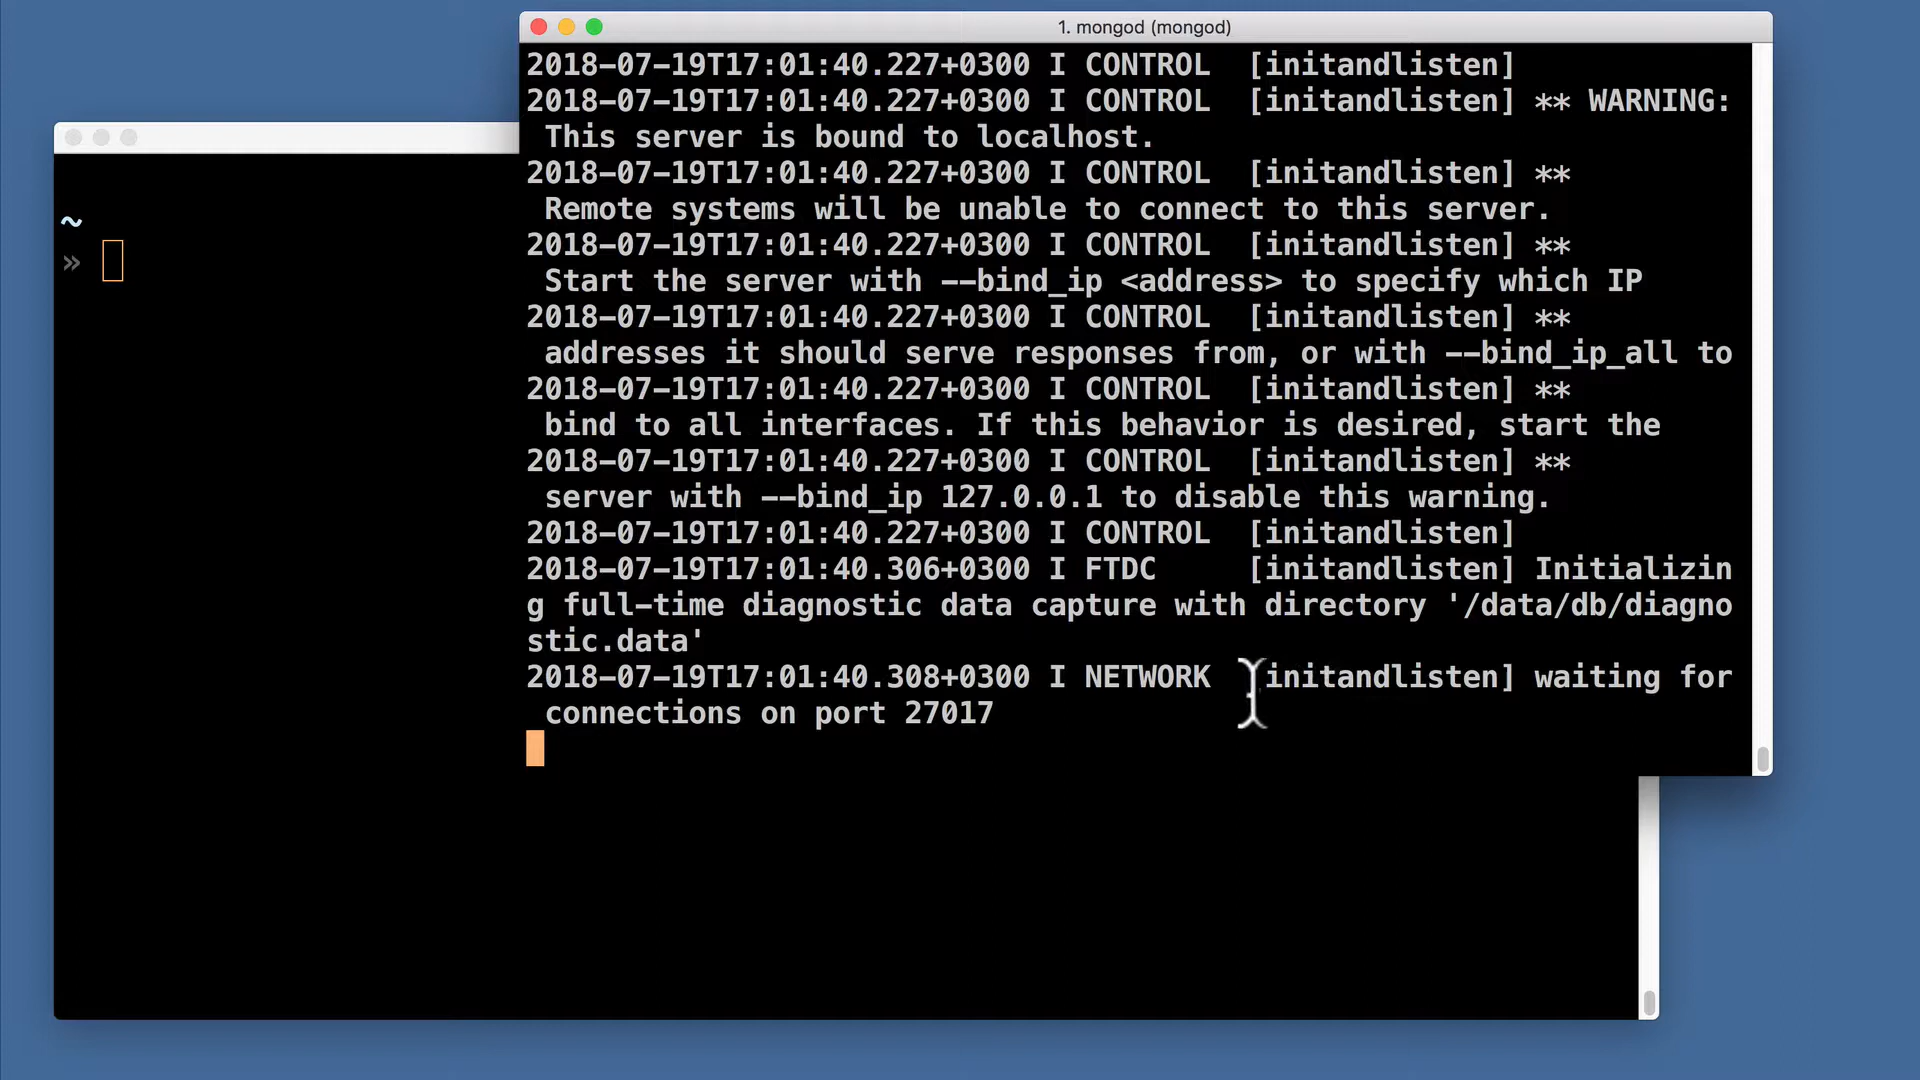 1. mongod (mongod)
2018-07-19T17:01:40.227+0300 I CONTROL  [initandlisten]
2018-07-19T17:01:40.227+0300 I CONTROL  [initandlisten] ** WARNING:
This server is bound to localhost.
2018-07-19T17:01:40.227+0300 I CONTROL  [initandlisten] **
Remote systems will be unable to connect to this server.
2018-07-19T17:01:40.227+0300 I CONTROL  [initandlisten] **
Start the server with --bind_ip <address> to specify which IP
2018-07-19T17:01:40.227+0300 I CONTROL  [initandlisten] **
addresses it should serve responses from, or with --bind_ip_all to
2018-07-19T17:01:40.227+0300 I CONTROL  [initandlisten] **
bind to all interfaces. If this behavior is desired, start the
2018-07-19T17:01:40.227+0300 I CONTROL  [initandlisten] **
server with --bind_ip 127.0.0.1 to disable this warning.
2018-07-19T17:01:40.227+0300 I CONTROL  [initandlisten]
2018-07-19T17:01:40.306+0300 I FTDC     [initandlisten] Initializin
g full-time diagnostic data capture with directory '/data/db/diagno
stic.data'
2018-07-19T17:01:40.308+0300 I NETWORK  [initandlisten] waiting for
connections on port 27017
~
»